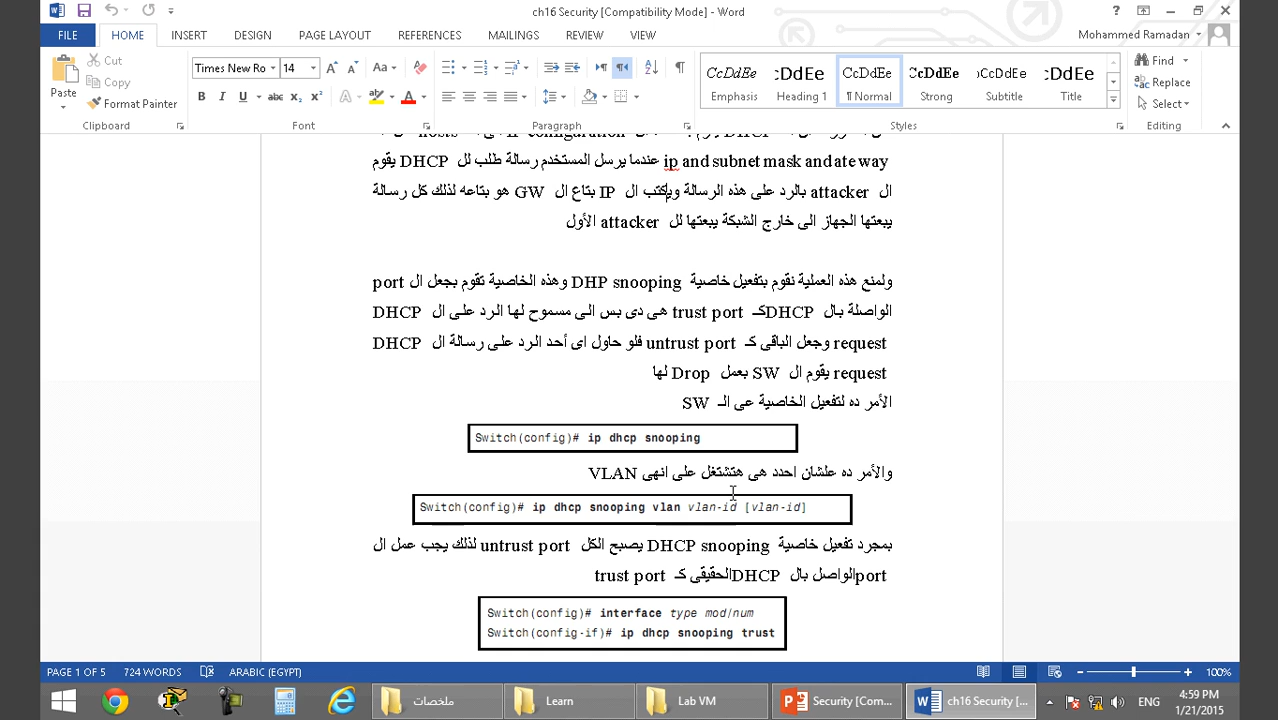 ch16 Security [Compatibility Mode] - Word
FILE HOME INSERT DESIGN PAGE LAYOUT REFERENCES MAILINGS REVIEW VIEW Mohammed Ramadan
Cut
Copy
Format Painter
Paste
Clipboard
Times New Ro 14
Font
Paragraph
CcDdEe CcDdEe CcDdEe CcDdEe CcDdEe CcDdEe
Emphasis Heading 1 ¶ Normal Strong Subtitle Title
Styles
Find
Replace
Select
Editing
ip and subnet mask and ate way عندما يرسل المستخدم رسالة طلب لل DHCP يقوم
ال attacker بالرد على هذه الرسالة ويكتب ال IP بتاع ال GW هو بتاعه لذلك كل رسالة
يبعتها الجهاز الى خارج الشبكة يبعتها لل attacker الأول
ولمنع هذه العملية نقوم بتفعيل خاصية DHP snooping وهذه الخاصية تقوم بجعل ال port
الواصلة بال DHCPكـ trust port هى دى بس الى مسموح لها الرد على ال DHCP
request وجعل الباقى كـ untrust port فلو حاول اى أحد الرد على رسالة ال DHCP
request يقوم ال SW بعمل Drop لها
الأمر ده لتفعيل الخاصية عى الـ SW
Switch(config)# ip dhcp snooping
والأمر ده علشان احدد هى هتشتغل على انهى VLAN
Switch(config)# ip dhcp snooping vlan vlan-id [vlan-id]
بمجرد تفعيل خاصية DHCP snooping يصبح الكل untrust port لذلك يجب عمل ال
portالواصل بال DHCPالحقيقى كـ trust port
Switch(config)# interface type mod/num
Switch(config-if)# ip dhcp snooping trust
PAGE 1 OF 5 724 WORDS ARABIC (EGYPT) 100%
ملخصات Learn Lab VM Security [Com... ch16 Security [... ENG 4:59 PM
1/21/2015